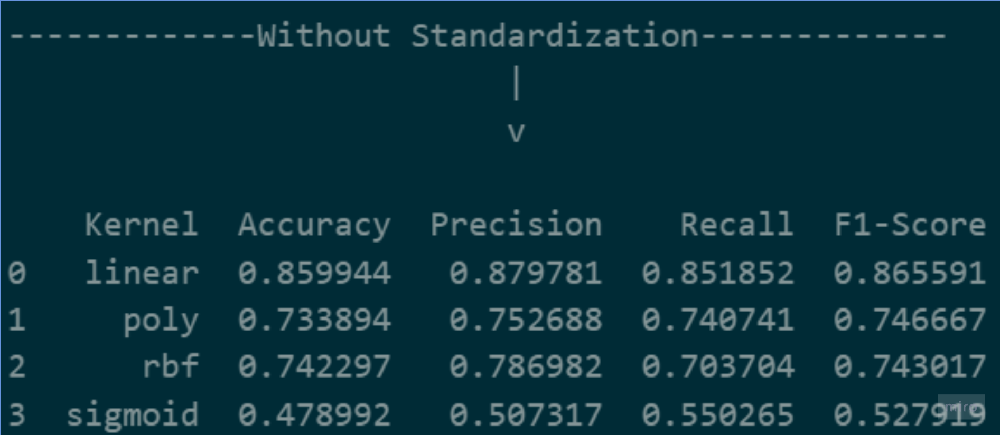 -------------Without Standardization-------------
|
v
Kernel Accuracy Precision Recall F1-Score
0 linear 0.859944 0.879781 0.851852 0.865591
1 poly 0.733894 0.752688 0.740741 0.746667
2 rbf 0.742297 0.786982 0.703704 0.743017
3 sigmoid 0.478992 0.507317 0.550265 0.527919
miro